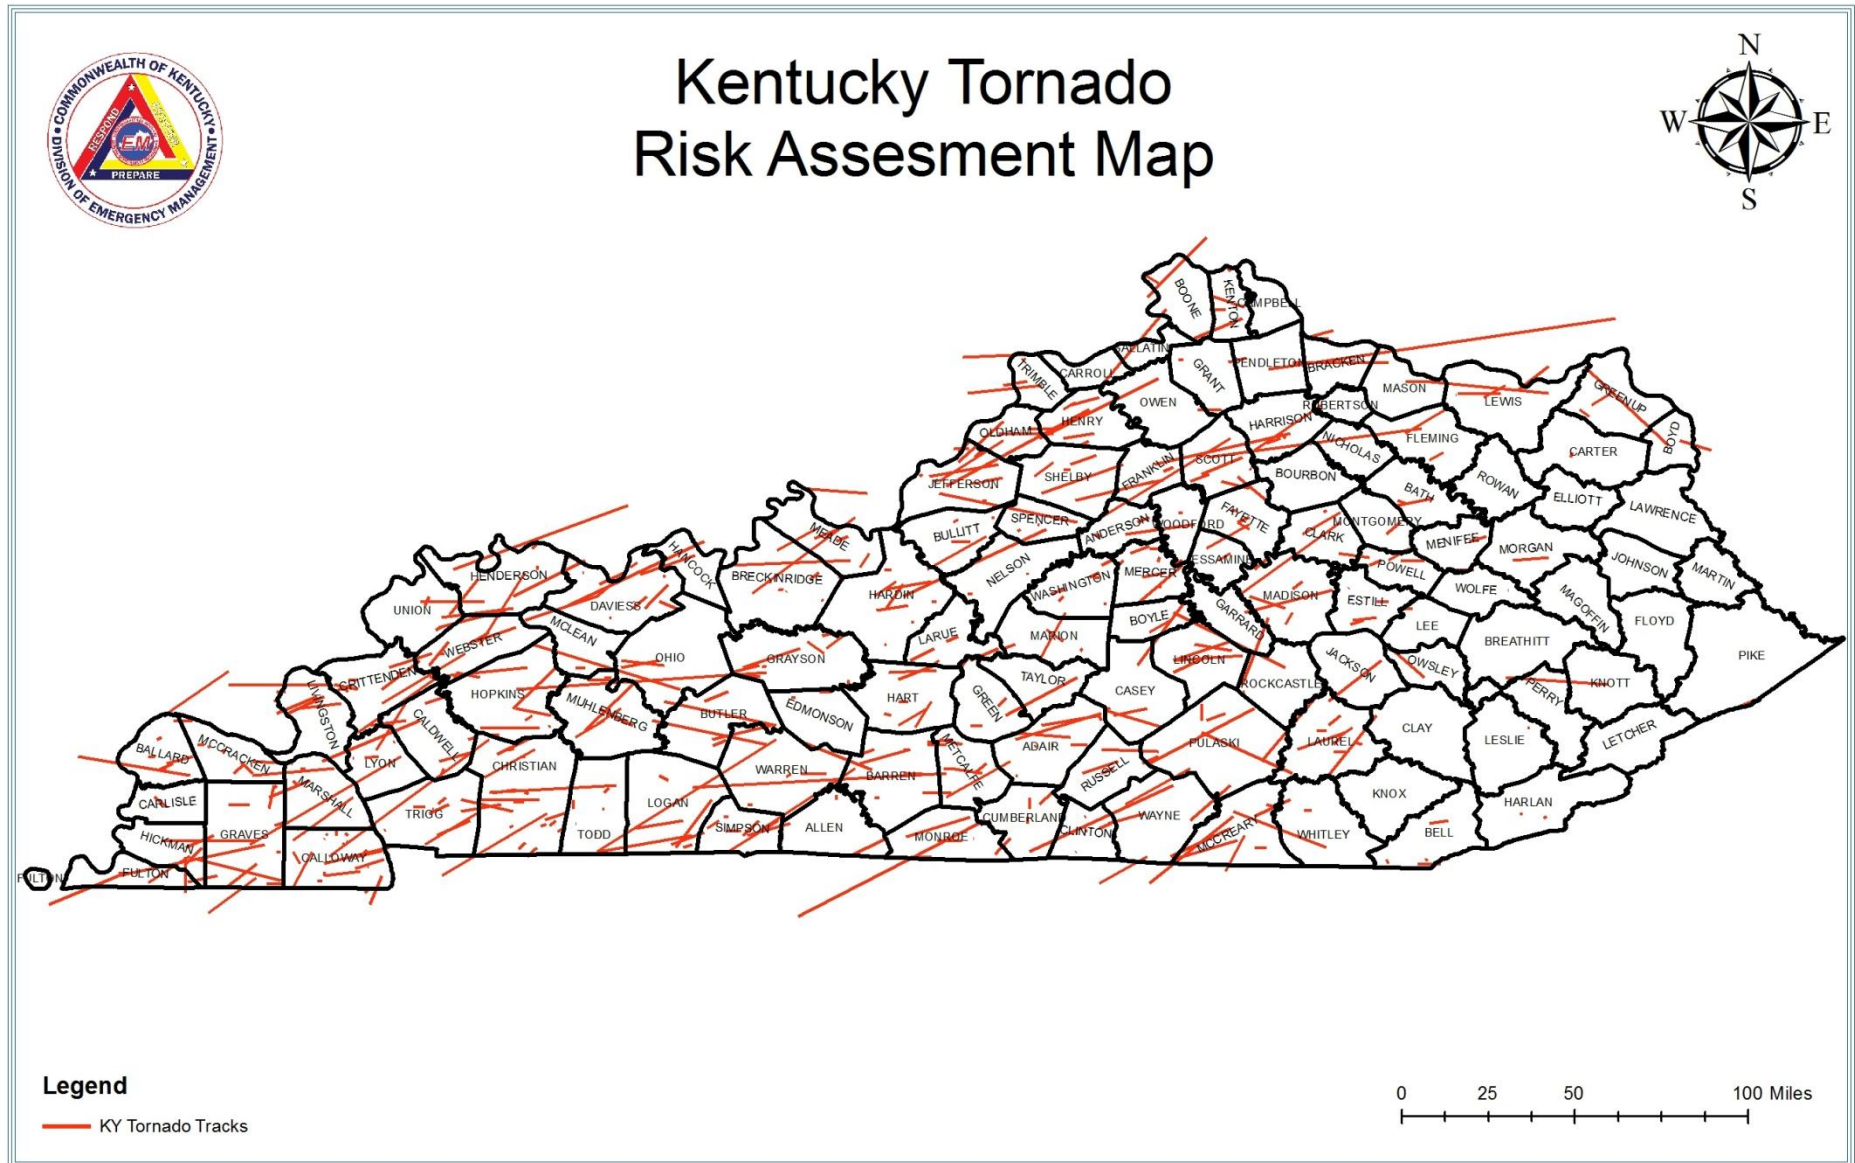 Kentucky Tornado
Risk Assesment Map
COMMONWEALTH OF KENTUCKY
DIVISION OF EMERGENCY MANAGEMENT
RESPOND
EM
PREPARE
N
W E
S
BOONE
KENTON
CAMPBELL
GALLATIN
CARROLL
TRIMBLE
GRANT
PENDLETON
BRACKEN
MASON
LEWIS
GREENUP
BOYD
OWEN
ROBERTSON
HENRY
OLDHAM
HARRISON
NICHOLAS
FLEMING
CARTER
JEFFERSON
SHELBY
FRANKLIN
SCOTT
BOURBON
BATH
ROWAN
ELLIOTT
LAWRENCE
MEADE
BULLITT
SPENCER
ANDERSON
WOODFORD
FAYETTE
CLARK
MONTGOMERY
MENIFEE
MORGAN
JOHNSON
MARTIN
HANCOCK
BRECKINRIDGE
HENDERSON
UNION
DAVIESS
HARDIN
NELSON
WASHINGTON
MERCER
JESSAMINE
MADISON
ESTILL
POWELL
WOLFE
MAGOFFIN
FLOYD
PIKE
WEBSTER
MCLEAN
OHIO
GRAYSON
LARUE
MARION
BOYLE
GARRARD
LEE
BREATHITT
LIVINGSTON
CRITTENDEN
HOPKINS
MUHLENBERG
BUTLER
EDMONSON
HART
GREEN
TAYLOR
CASEY
LINCOLN
ROCKCASTLE
JACKSON
OWSLEY
PERRY
KNOTT
BALLARD
MCCRACKEN
LYON
CALDWELL
CHRISTIAN
WARREN
BARREN
METCALFE
ADAIR
RUSSELL
PULASKI
LAUREL
CLAY
LESLIE
LETCHER
CARLISLE
MARSHALL
HICKMAN
GRAVES
TRIGG
TODD
LOGAN
SIMPSON
ALLEN
MONROE
CUMBERLAND
CLINTON
WAYNE
MCCREARY
WHITLEY
KNOX
BELL
HARLAN
FULTON
FULTON
CALLOWAY
Legend
KY Tornado Tracks
0 25 50 100 Miles